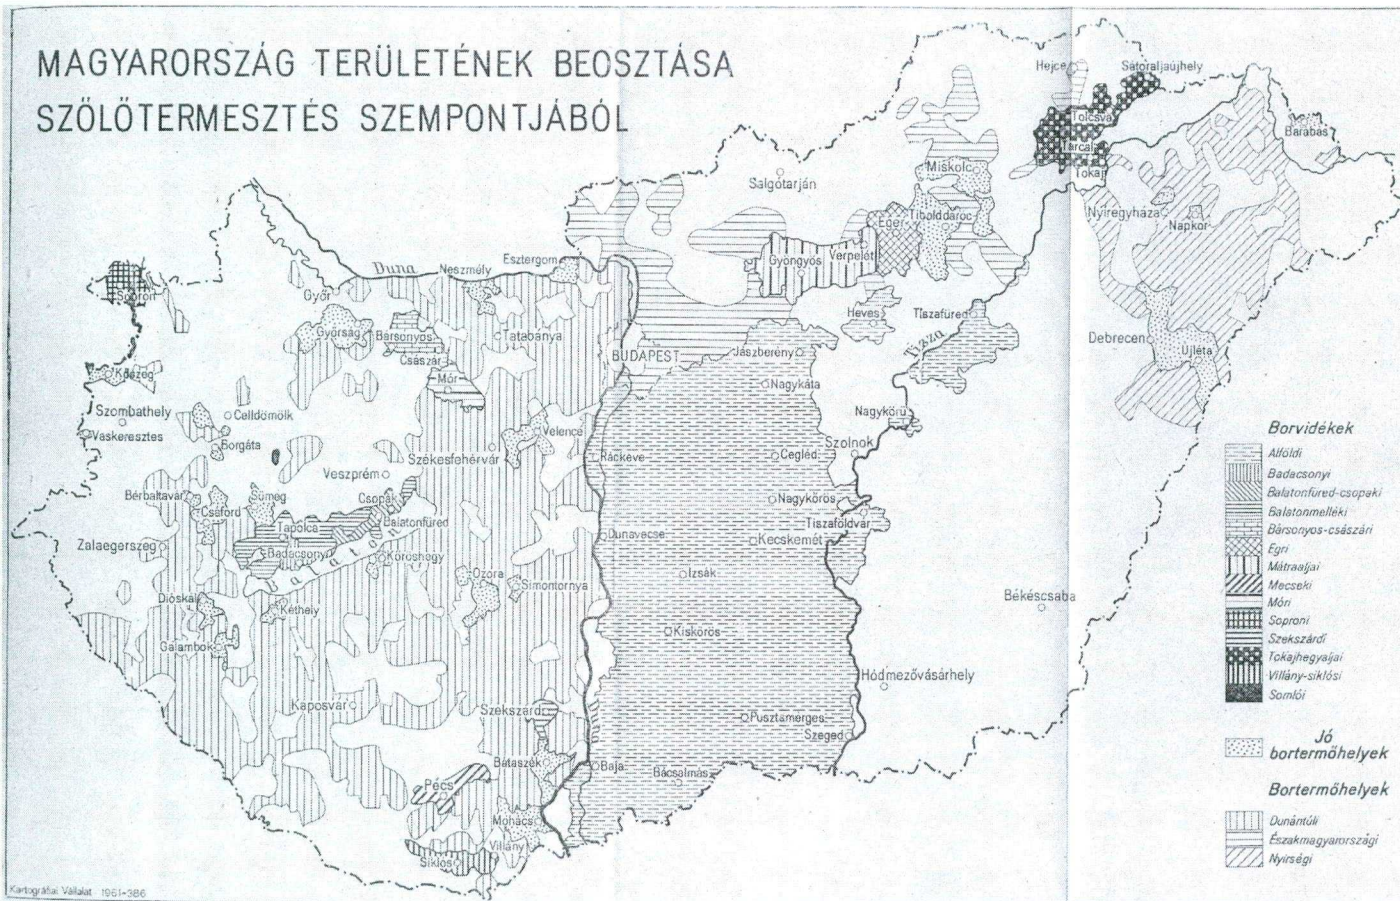 MAGYARORSZÁG TERÜLETÉNEK BEOSZTÁSA
SZŐLŐTERMESZTÉS SZEMPONTJÁBÓL
Hejce
Sátoraljaújhely
Tolcsva
Tarcal
Tokaj
Barabás
Miskolc
Salgótarján
Nyíregyháza
Napkor
Eger
Tibolddaróc
Verpelét
Gyöngyös
Esztergom
Duna
Neszmély
Sopron
Győr
Heves
Tiszafüred
Tisza
Győrság
Bársonyos
Tatabánya
Császár
BUDAPEST
Jászberény
Debrecen
Újléta
Kőszeg
Mór
Nagykáta
Szombathely
Celldömölk
Nagykörü
Vaskeresztes
Borgáta
Velence
Szolnok
Székesfehérvár
Ráckeve
Cegléd
Veszprém
Bérbaltavár
Sümeg
Csopak
Nagykőrös
Csáford
Tapolca
Balatonfüred
Tiszaföldvár
Zalaegerszeg
Badacsony
Balaton
Kőröshegy
Dunavecse
Kecskemét
Ozora
Simontornya
Izsák
Dióskál
Kéthely
Békéscsaba
Galambok
Kiskőrös
Hódmezővásárhely
Kaposvár
Szekszárd
Duna
Pusztamérges
Szeged
Bátaszék
Baja
Bácsalmás
Pécs
Mohács
Villány
Siklós
Borvidékek
Alföldi
Badacsonyi
Balatonfüred-csopaki
Balatonmelléki
Bársonyos-császári
Egri
Mátraaljai
Mecseki
Móri
Soproni
Szekszárdi
Tokajhegyaljai
Villány-siklósi
Somlói
Jó
bortermőhelyek
Bortermőhelyek
Dunántúli
Északmagyarországi
Nyírségi
Kartográfiai Vállalat 1961-386